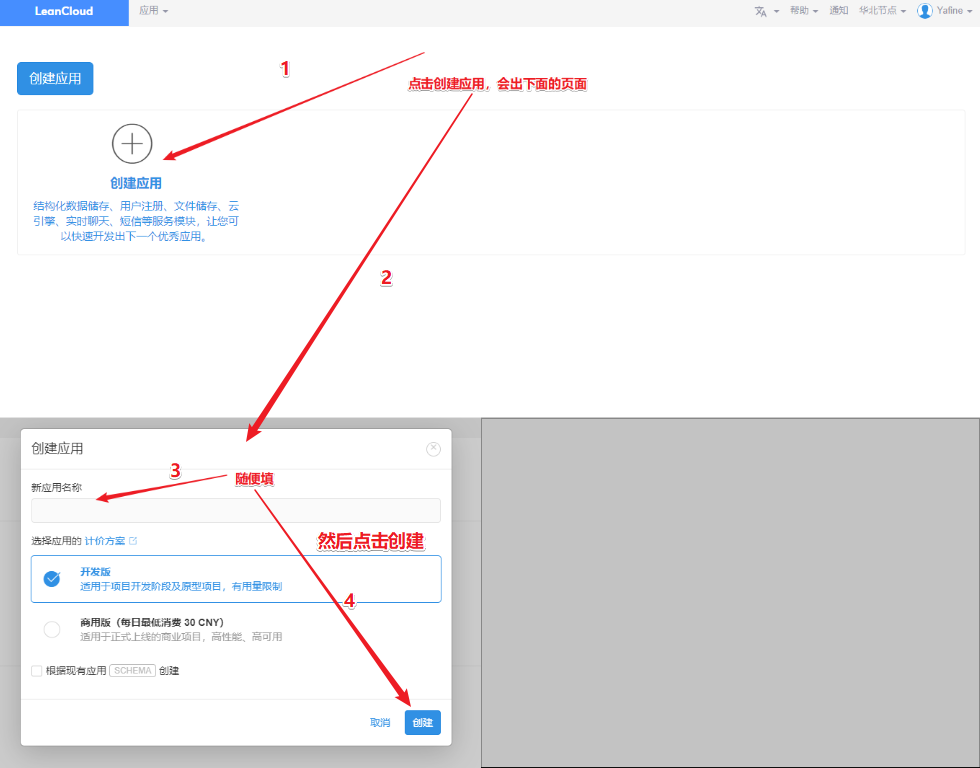 LeanCloud 应用
帮助 通知 华北节点 Yafine
创建应用
1
点击创建应用，会出下面的页面
创建应用
结构化数据储存、用户注册、文件储存、云
引擎、实时聊天、短信等服务模块，让您可
以快速开发出下一个优秀应用。
2
创建应用
3
随便填
新应用名称
然后点击创建
选择应用的 计价方案
开发版
适用于项目开发阶段及原型项目，有用量限制
4
商用版（每日最低消费 30 CNY）
适用于正式上线的商业项目，高性能、高可用
根据现有应用 SCHEMA 创建
取消 创建